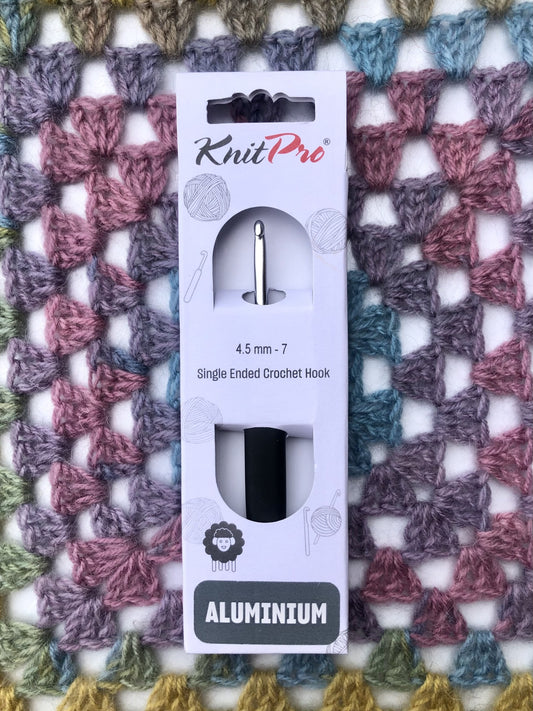 KnitPro®
4.5 mm - 7
Single Ended Crochet Hook
ALUMINIUM